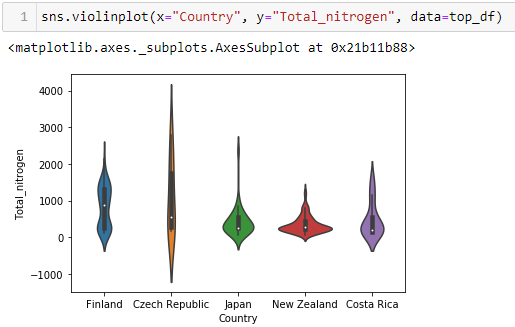 1 sns.violinplot(x="Country", y="Total_nitrogen", data=top_df)
<matplotlib.axes._subplots.AxesSubplot at 0x21b11b88>
4000
3000
2000
1000
0
−1000
Total_nitrogen
Finland Czech Republic Japan New Zealand Costa Rica
Country